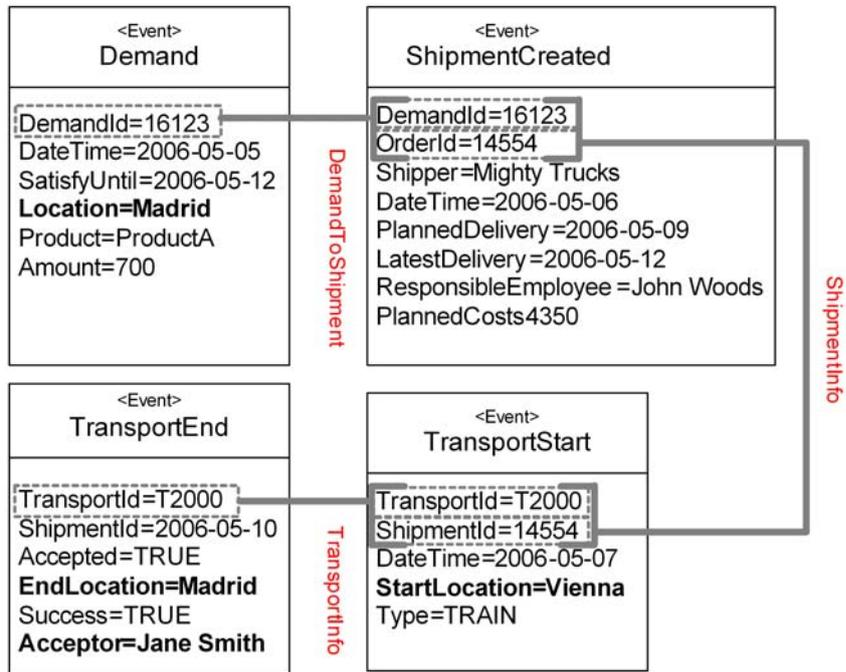 <Event>
Demand
DemandId=16123
DateTime=2006-05-05
SatisfyUntil=2006-05-12
Location=Madrid
Product=ProductA
Amount=700
DemandToShipment
<Event>
ShipmentCreated
DemandId=16123
OrderId=14554
Shipper=Mighty Trucks
DateTime=2006-05-06
PlannedDelivery=2006-05-09
LatestDelivery=2006-05-12
ResponsibleEmployee =John Woods
PlannedCosts4350
ShipmentInfo
<Event>
TransportEnd
TransportId=T2000
ShipmentId=2006-05-10
Accepted=TRUE
EndLocation=Madrid
Success=TRUE
Acceptor=Jane Smith
TransportInfo
<Event>
TransportStart
TransportId=T2000
ShipmentId=14554
DateTime=2006-05-07
StartLocation=Vienna
Type=TRAIN